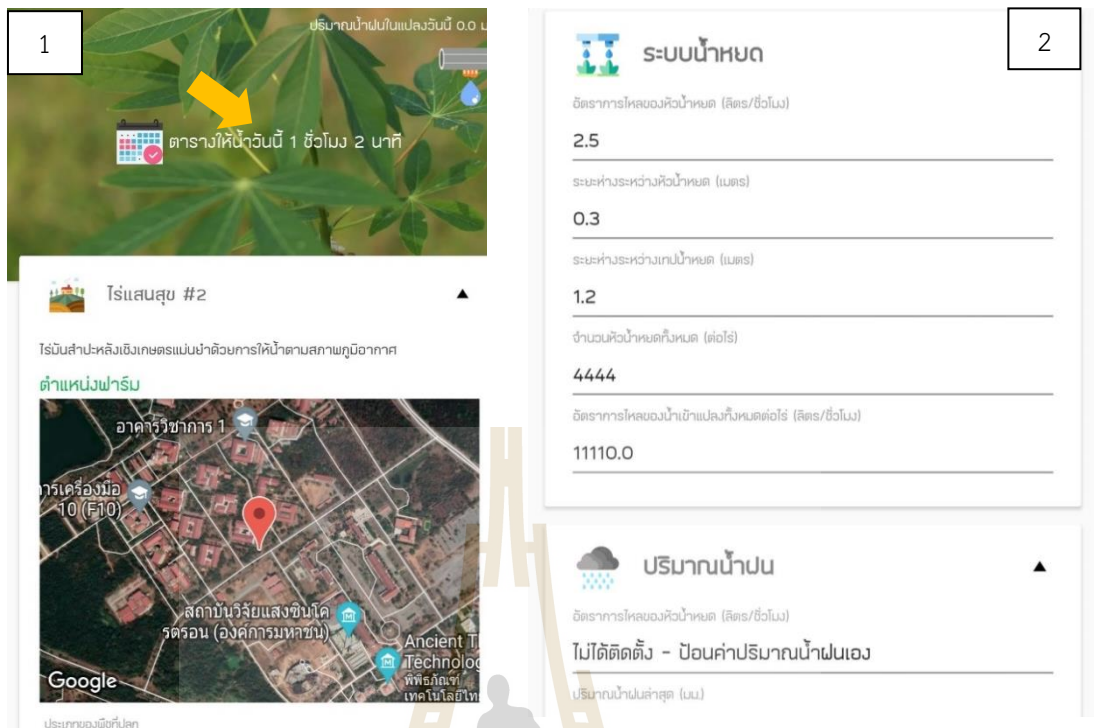 1
ปริมาณน้ำฝนในแปลงวันนี้ 0.0
ตารางให้น้ำวันนี้ 1 ชั่วโมง 2 นาที
ไร่แสนสุข #2
ไร่มันสำปะหลังเชิงเกษตรแม่นยำด้วยการให้น้ำตามสภาพภูมิอากาศ
ตำแหน่งฟาร์ม
อาคารวิชาการ 1
การเครื่องมือ
10 (F10)
สถาบันวิจัยแสงซินโค
รตรอน (องค์การมหาชน)
Ancient T
Technolog
พิพิธภัณฑ์
เทคโนโลยีไท
Google
ประเภทของพืชที่ปลูก
2
ระบบน้ำหยด
อัตราการไหลของหัวน้ำหยด (ลิตร/ชั่วโมง)
2.5
ระยะห่างระหว่างหัวน้ำหยด (เมตร)
0.3
ระยะห่างระหว่างเทปน้ำหยด (เมตร)
1.2
จำนวนหัวน้ำหยดทั้งหมด (ต่อไร่)
4444
อัตราการไหลของน้ำเข้าแปลงทั้งหมดต่อไร่ (ลิตร/ชั่วโมง)
11110.0
ปริมาณน้ำฝน
อัตราการไหลของหัวน้ำหยด (ลิตร/ชั่วโมง)
ไม่ได้ติดตั้ง - ป้อนค่าปริมาณน้ำฝนเอง
ปริมาณน้ำฝนล่าสุด (มม.)